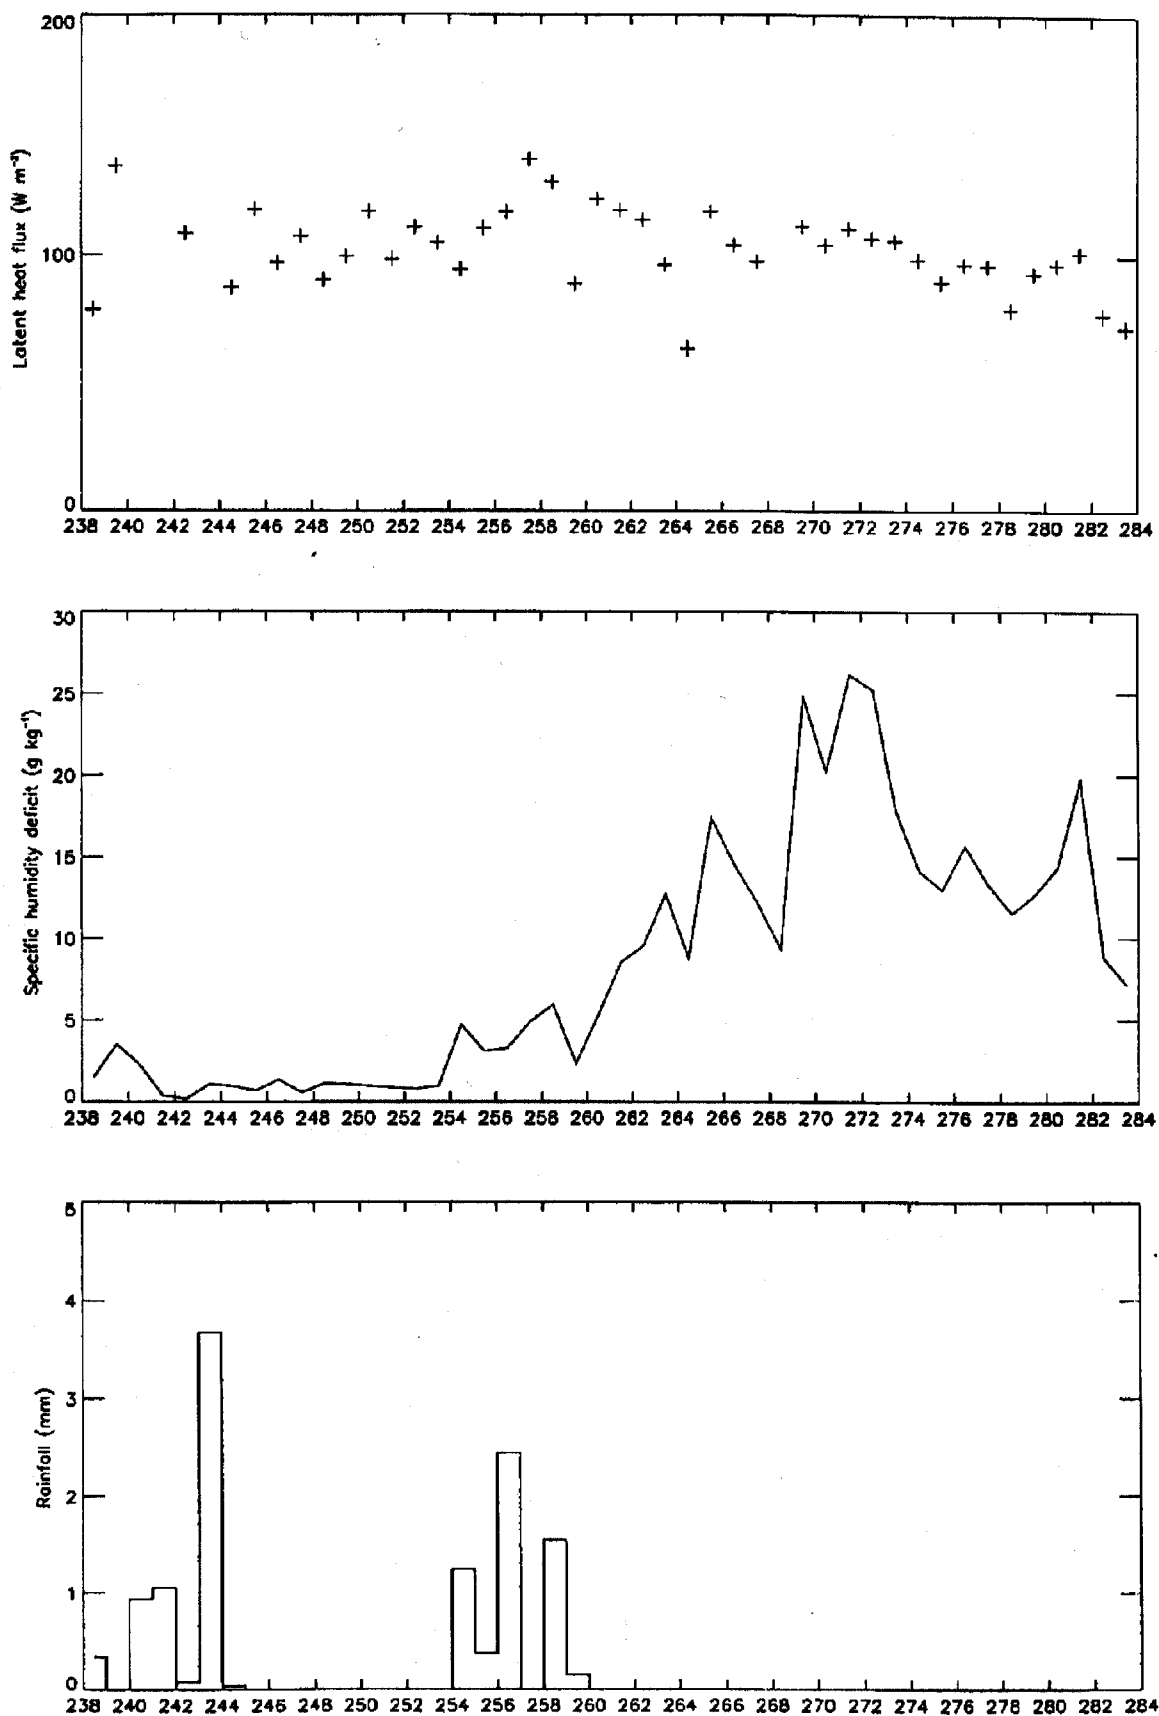 200
100
0
Latent heat flux (W m⁻²)
238 240 242 244 246 248 250 252 254 256 258 260 262 264 266 268 270 272 274 276 278 280 282 284
30
25
20
15
10
5
0
Specific humidity deficit (g kg⁻¹)
238 240 242 244 246 248 250 252 254 256 258 260 262 264 266 268 270 272 274 276 278 280 282 284
5
4
3
2
1
0
Rainfall (mm)
238 240 242 244 246 248 250 252 254 256 258 260 262 264 266 268 270 272 274 276 278 280 282 284